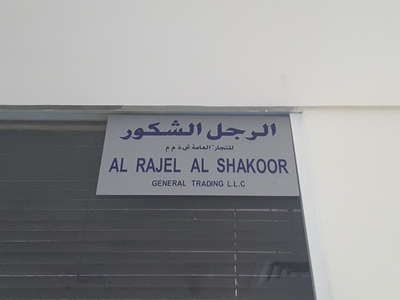 الرجل الشكور
للتجارة العامة ش ذ م م
AL RAJEL AL SHAKOOR
GENERAL TRADING L.L.C